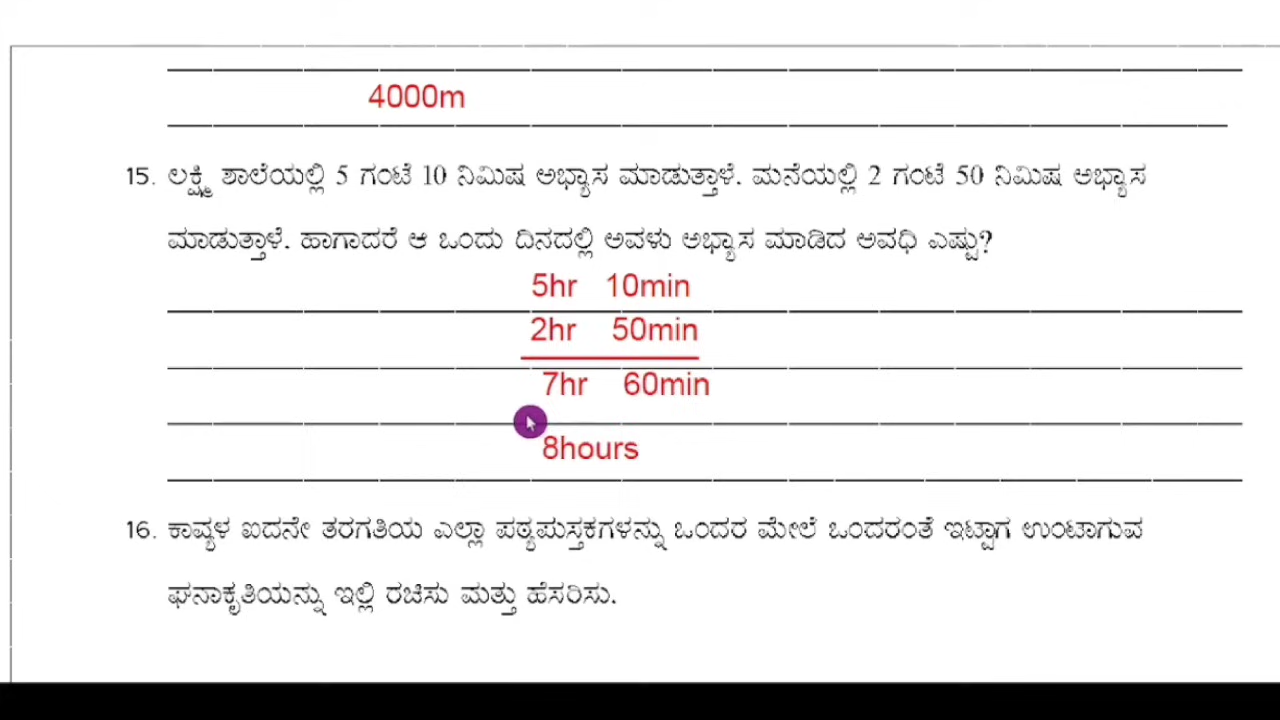 4000m
15. ಲಕ್ಷ್ಮಿ ಶಾಲೆಯಲ್ಲಿ 5 ಗಂಟೆ 10 ನಿಮಿಷ ಅಭ್ಯಾಸ ಮಾಡುತ್ತಾಳೆ. ಮನೆಯಲ್ಲಿ 2 ಗಂಟೆ 50 ನಿಮಿಷ ಅಭ್ಯಾಸ
ಮಾಡುತ್ತಾಳೆ. ಹಾಗಾದರೆ ಆ ಒಂದು ದಿನದಲ್ಲಿ ಅವಳು ಅಭ್ಯಾಸ ಮಾಡಿದ ಅವಧಿ ಎಷ್ಟು?
5hr 10min
2hr 50min
7hr 60min
8hours
16. ಕಾವ್ಯಳ ಐದನೇ ತರಗತಿಯ ಎಲ್ಲಾ ಪಠ್ಯಪುಸ್ತಕಗಳನ್ನು ಒಂದರ ಮೇಲೆ ಒಂದರಂತೆ ಇಟ್ಟಾಗ ಉಂಟಾಗುವ
ಘನಾಕೃತಿಯನ್ನು ಇಲ್ಲಿ ರಚಿಸು ಮತ್ತು ಹೆಸರಿಸು.